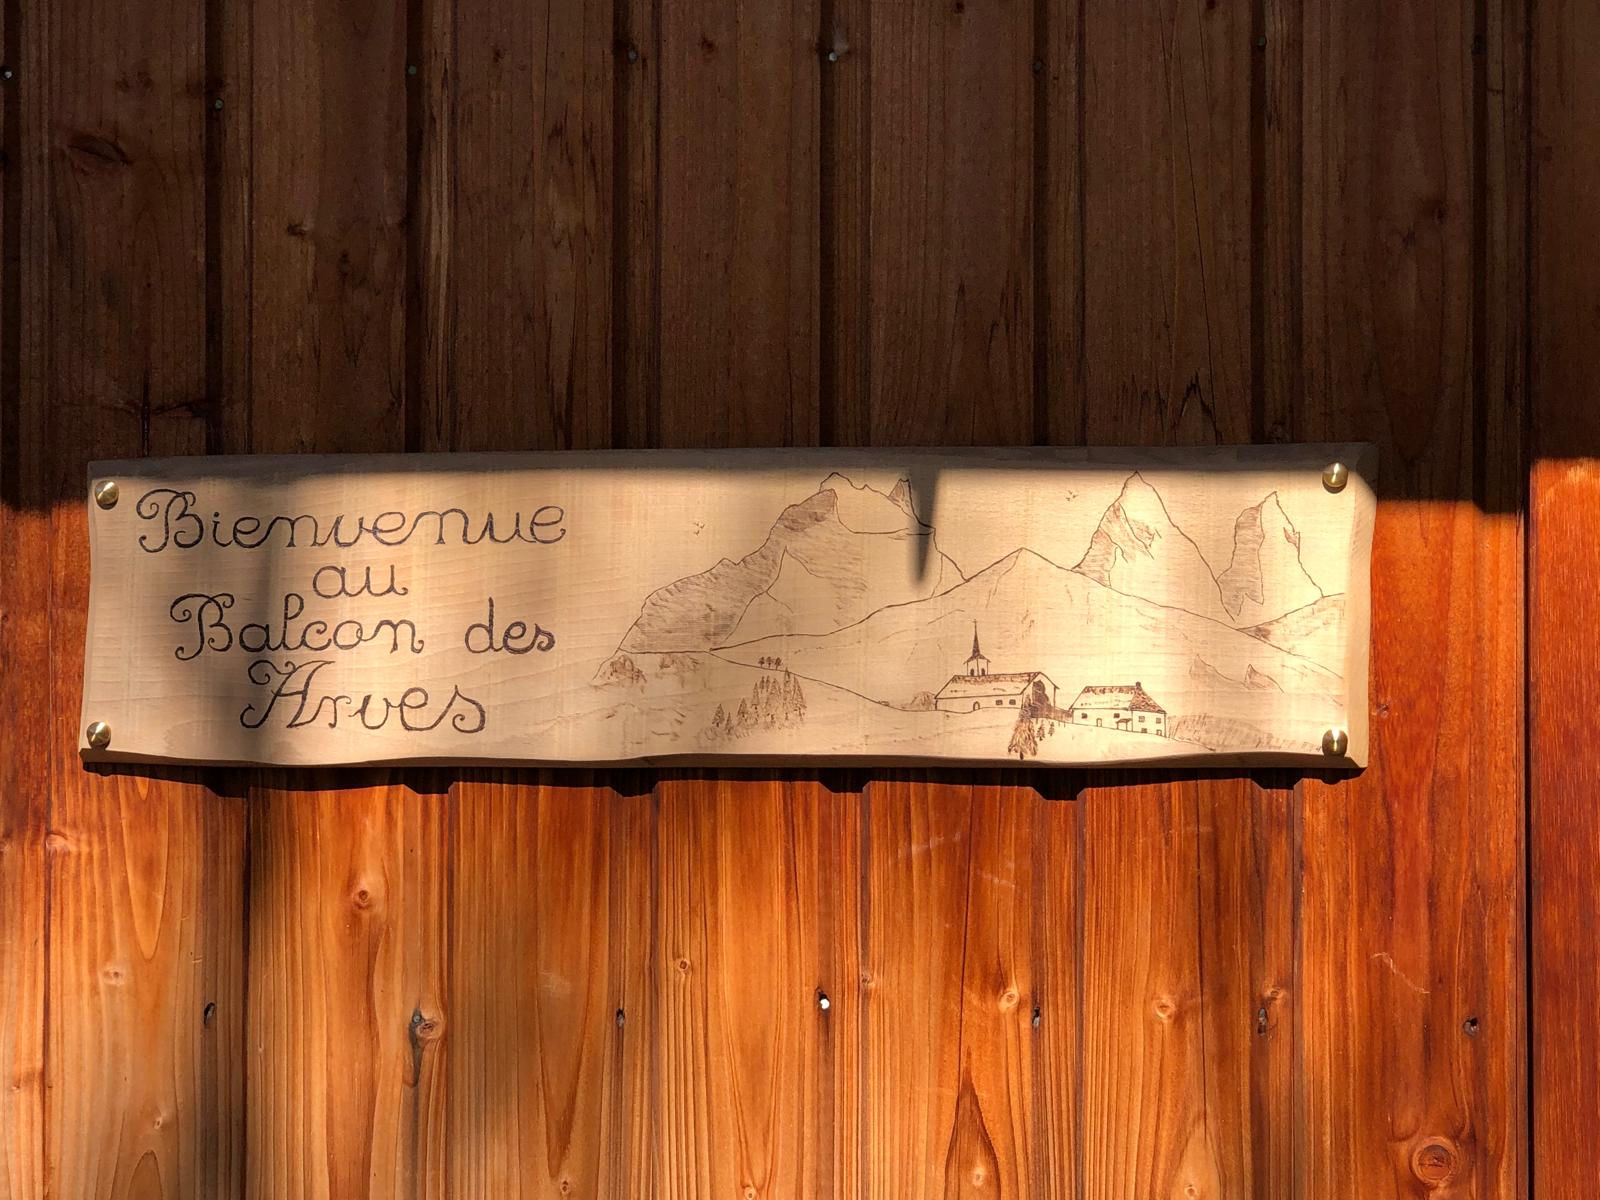 Bienvenue
au
Balcon des
Arves